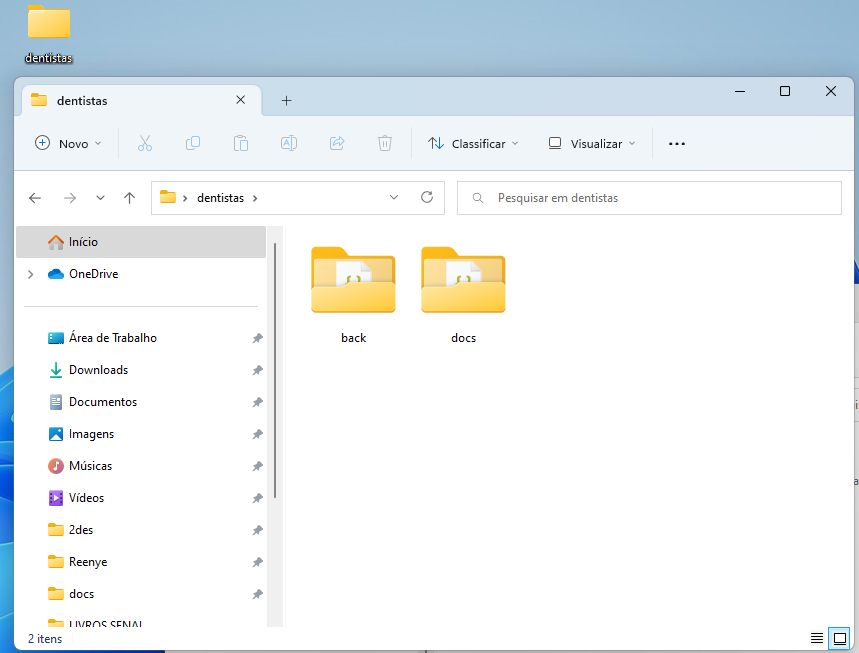 dentistas
dentistas
Novo
Classificar
Visualizar
dentistas
Pesquisar em dentistas
Início
OneDrive
Área de Trabalho
Downloads
Documentos
Imagens
Músicas
Vídeos
2des
Reenye
docs
LIVROS SENAI
back
docs
2 itens